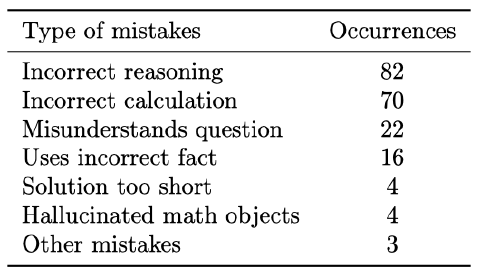 Type of mistakes Occurrences
Incorrect reasoning 82
Incorrect calculation 70
Misunderstands question 22
Uses incorrect fact 16
Solution too short 4
Hallucinated math objects 4
Other mistakes 3